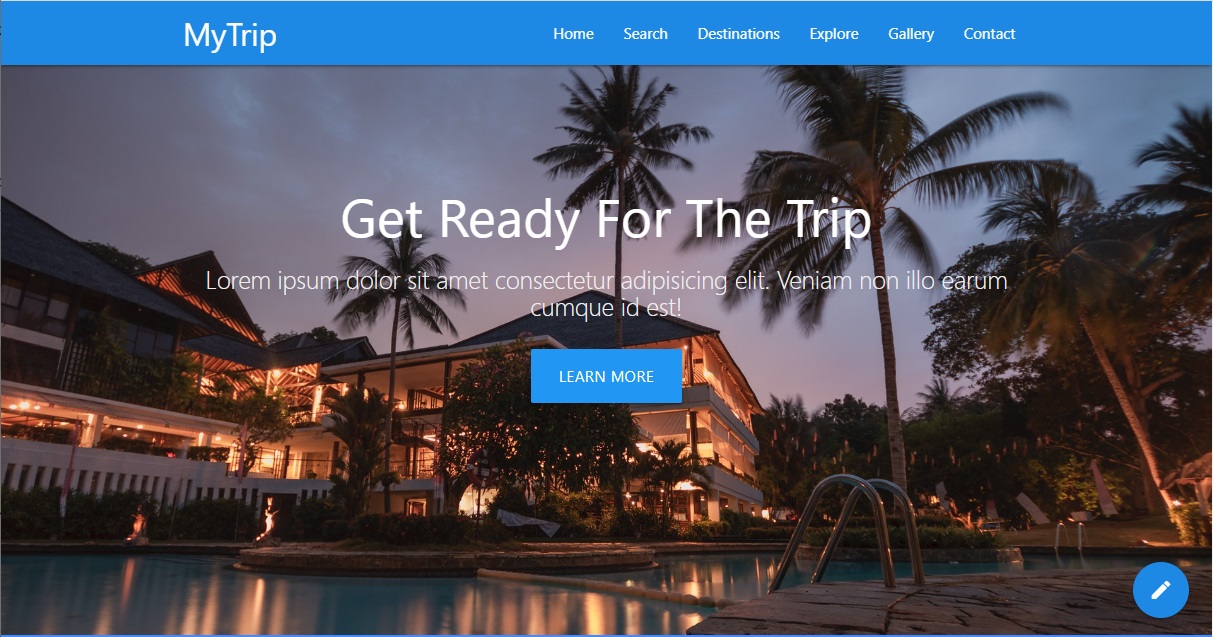 MyTrip
Home Search Destinations Explore Gallery Contact
Get Ready For The Trip
Lorem ipsum dolor sit amet consectetur adipisicing elit. Veniam non illo earum
cumque id est!
LEARN MORE